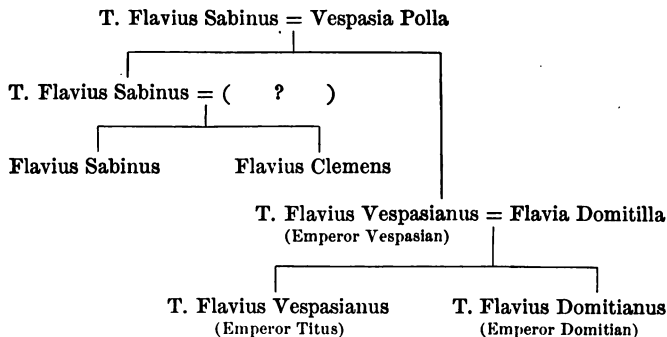 T. Flavius Sabinus = Vespasia Polla
T. Flavius Sabinus = ( ? )
Flavius Sabinus Flavius Clemens
T. Flavius Vespasianus = Flavia Domitilla
(Emperor Vespasian)
T. Flavius Vespasianus T. Flavius Domitianus
(Emperor Titus) (Emperor Domitian)